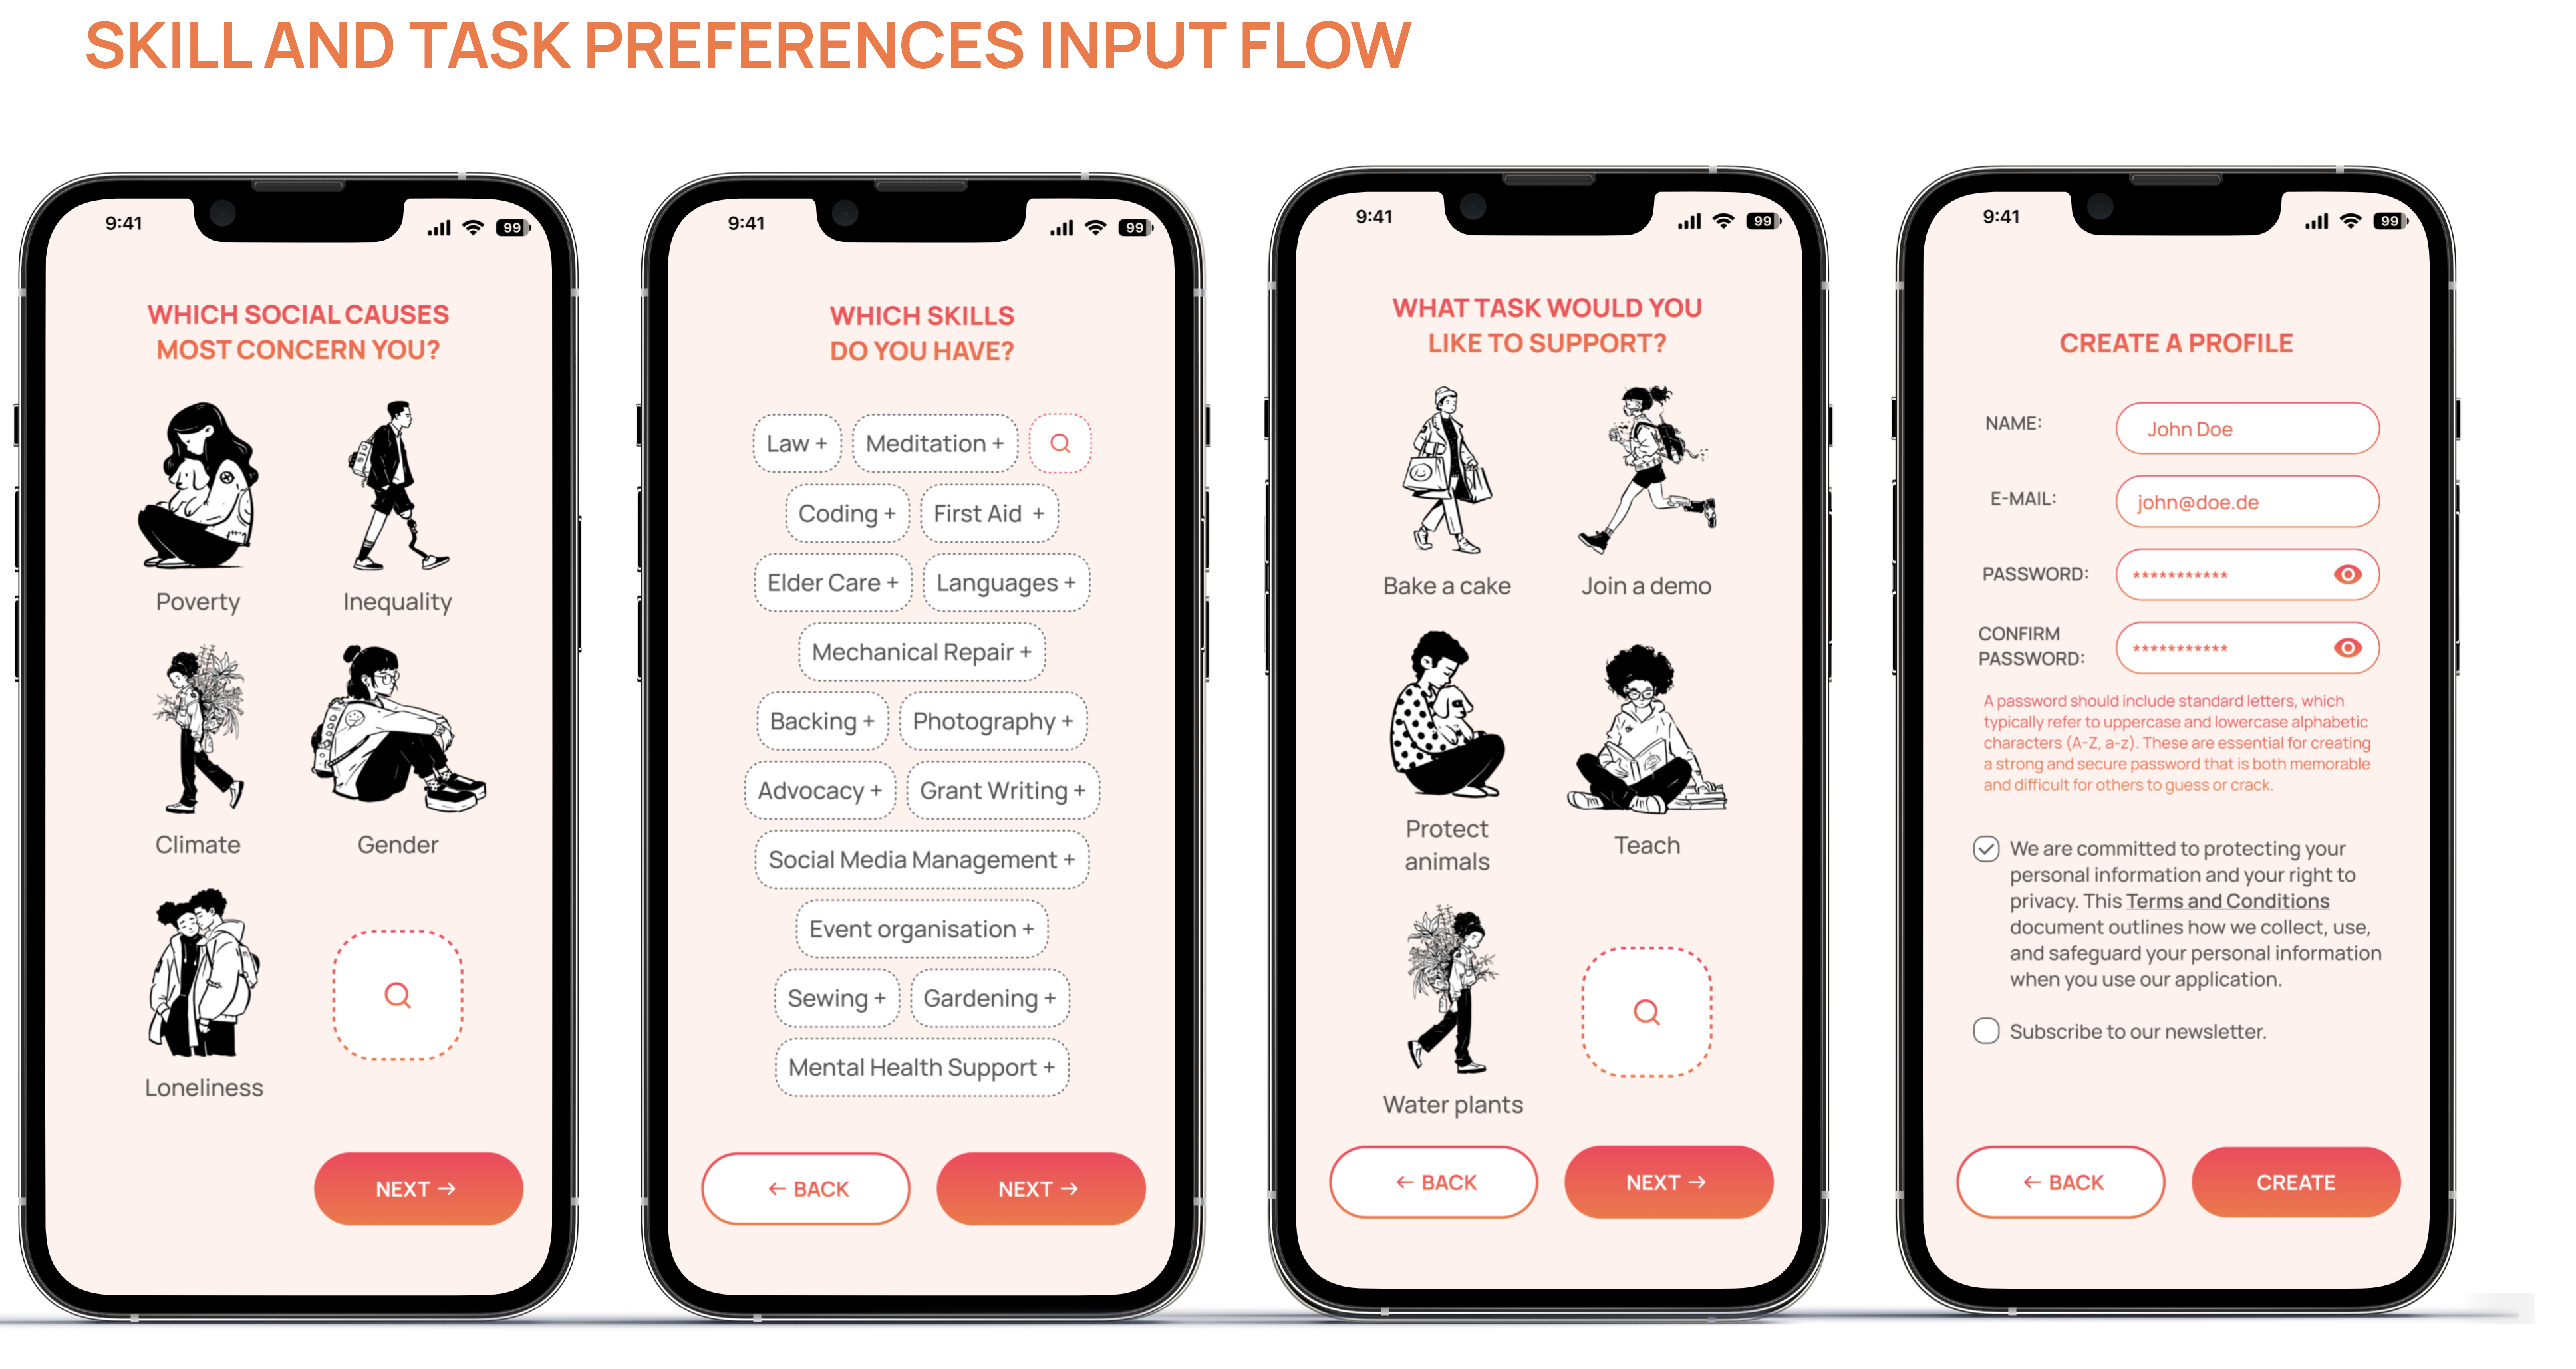 SKILL AND TASK PREFERENCES INPUT FLOW
9:41
99
WHICH SOCIAL CAUSES
MOST CONCERN YOU?
Poverty
Inequality
Climate
Gender
Loneliness
NEXT →
9:41
99
WHICH SKILLS
DO YOU HAVE?
Law +
Meditation +
Coding +
First Aid +
Elder Care +
Languages +
Mechanical Repair +
Backing +
Photography +
Advocacy +
Grant Writing +
Social Media Management +
Event organisation +
Sewing +
Gardening +
Mental Health Support +
← BACK
NEXT →
9:41
99
WHAT TASK WOULD YOU
LIKE TO SUPPORT?
Bake a cake
Join a demo
Protect
animals
Teach
Water plants
← BACK
NEXT →
9:41
99
CREATE A PROFILE
NAME:
John Doe
E-MAIL:
john@doe.de
PASSWORD:
***********
CONFIRM
PASSWORD:
***********
A password should include standard letters, which
typically refer to uppercase and lowercase alphabetic
characters (A-Z, a-z). These are essential for creating
a strong and secure password that is both memorable
and difficult for others to guess or crack.
We are committed to protecting your
personal information and your right to
privacy. This Terms and Conditions
document outlines how we collect, use,
and safeguard your personal information
when you use our application.
Subscribe to our newsletter.
← BACK
CREATE